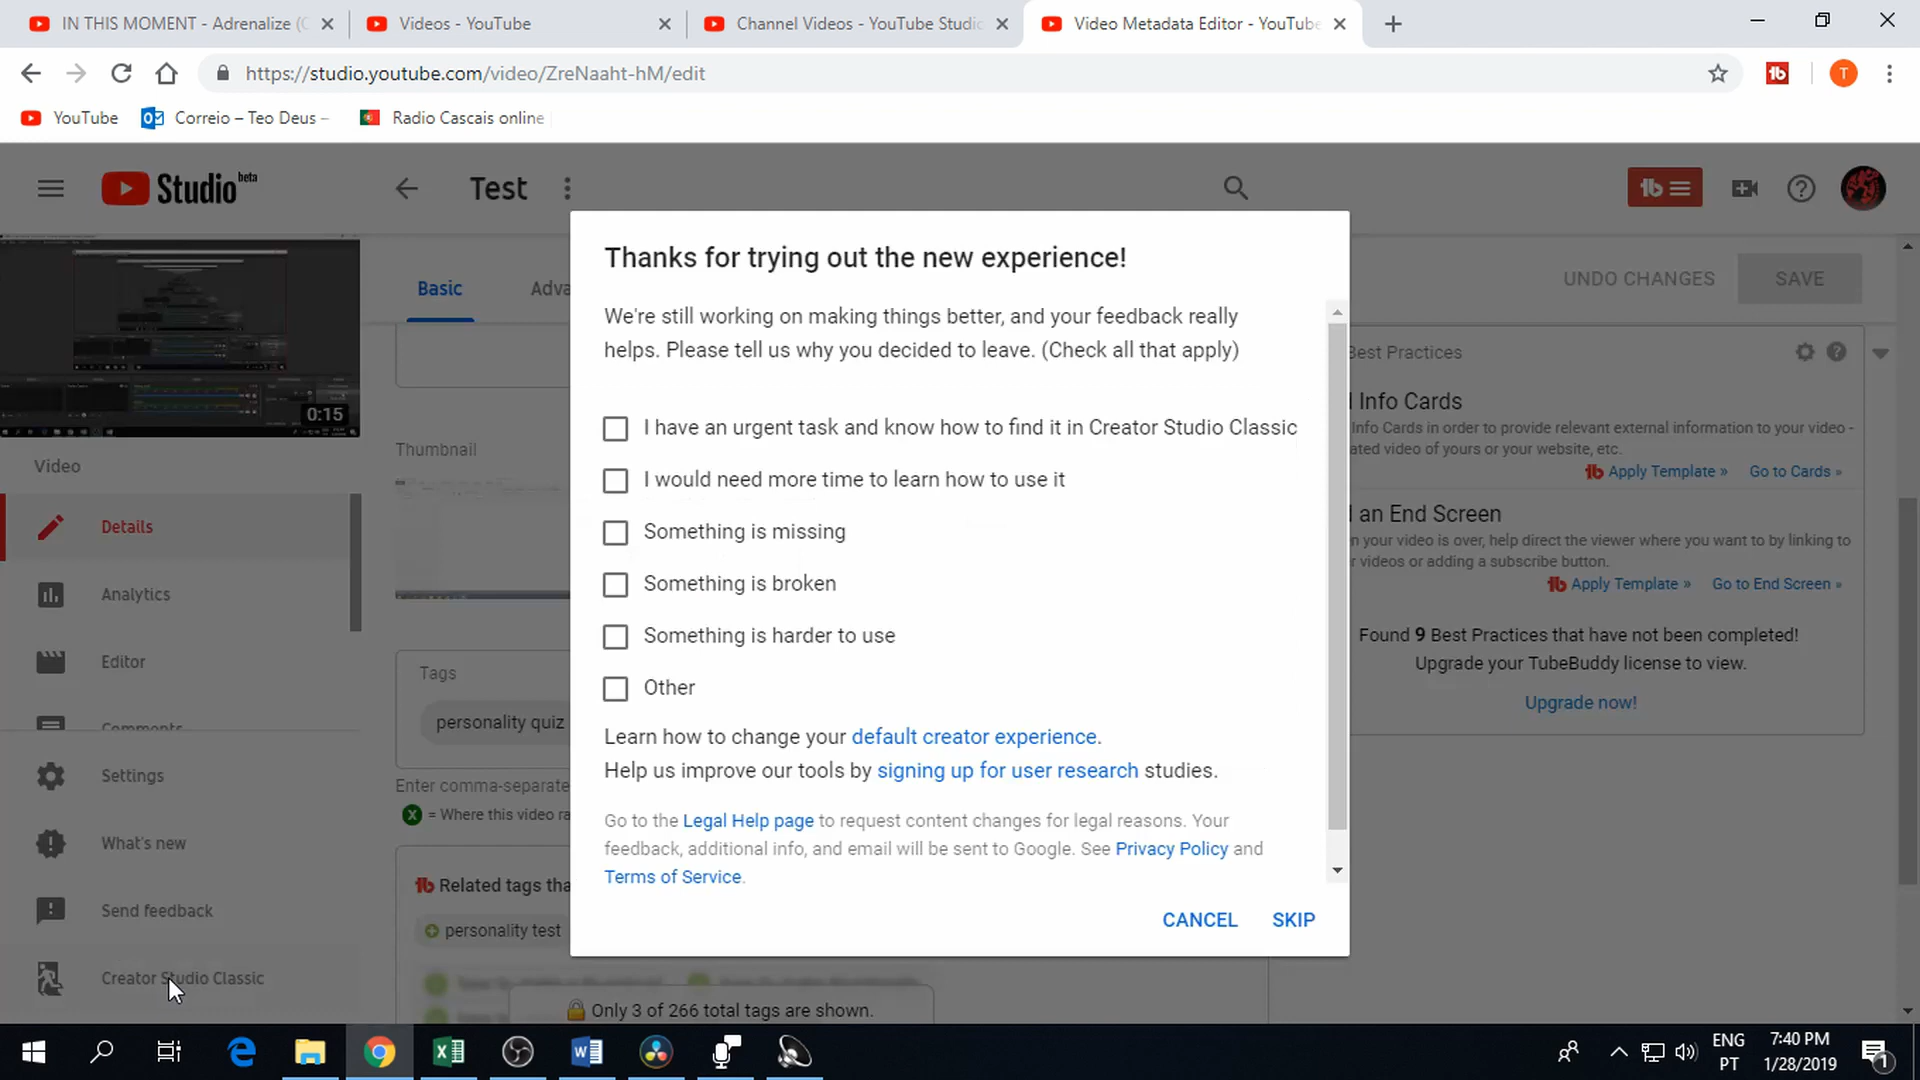 IN THIS MOMENT - Adrenalize (
Videos - YouTube
Channel Videos - YouTube Studio
Video Metadata Editor - YouTube
https://studio.youtube.com/video/ZreNaaht-hM/edit
T
YouTube
Correio – Teo Deus –
Radio Cascais online
Studio beta
Test
Basic
Adva
UNDO CHANGES
SAVE
0:15
Video
Details
Analytics
Editor
Comments
Settings
What's new
Send feedback
Creator Studio Classic
Thumbnail
Tags
personality quiz
Enter comma-separate
= Where this video ra
Related tags tha
personality test
Only 3 of 266 total tags are shown.
Thanks for trying out the new experience!
We're still working on making things better, and your feedback really
helps. Please tell us why you decided to leave. (Check all that apply)
I have an urgent task and know how to find it in Creator Studio Classic
I would need more time to learn how to use it
Something is missing
Something is broken
Something is harder to use
Other
Learn how to change your default creator experience.
Help us improve our tools by signing up for user research studies.
Go to the Legal Help page to request content changes for legal reasons. Your
feedback, additional info, and email will be sent to Google. See Privacy Policy and
Terms of Service.
CANCEL
SKIP
Best Practices
Info Cards
Info Cards in order to provide relevant external information to your video -
ated video of yours or your website, etc.
Apply Template »
Go to Cards »
an End Screen
n your video is over, help direct the viewer where you want to by linking to
r videos or adding a subscribe button.
Apply Template »
Go to End Screen »
Found 9 Best Practices that have not been completed!
Upgrade your TubeBuddy license to view.
Upgrade now!
ENG
PT
7:40 PM
1/28/2019
1